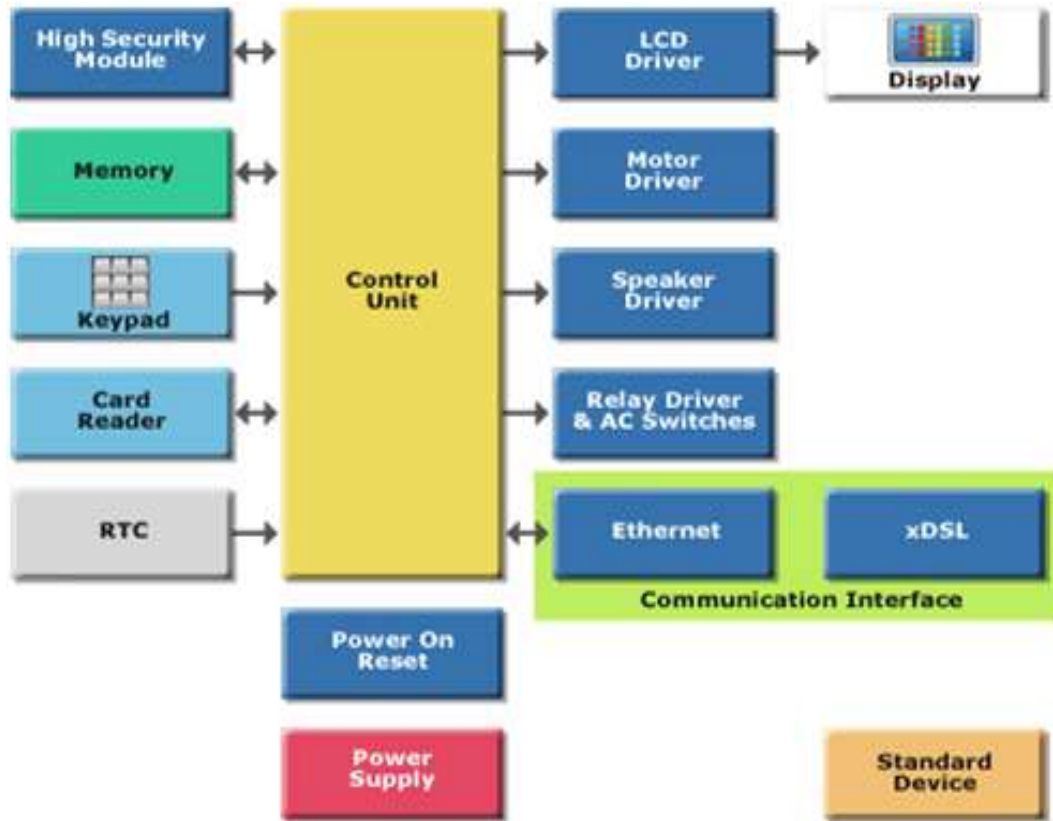 High Security
Module
LCD
Driver
Display
Memory
Motor
Driver
Keypad
Control
Unit
Speaker
Driver
Card
Reader
Relay Driver
& AC Switches
RTC
Ethernet
xDSL
Communication Interface
Power On
Reset
Power
Supply
Standard
Device